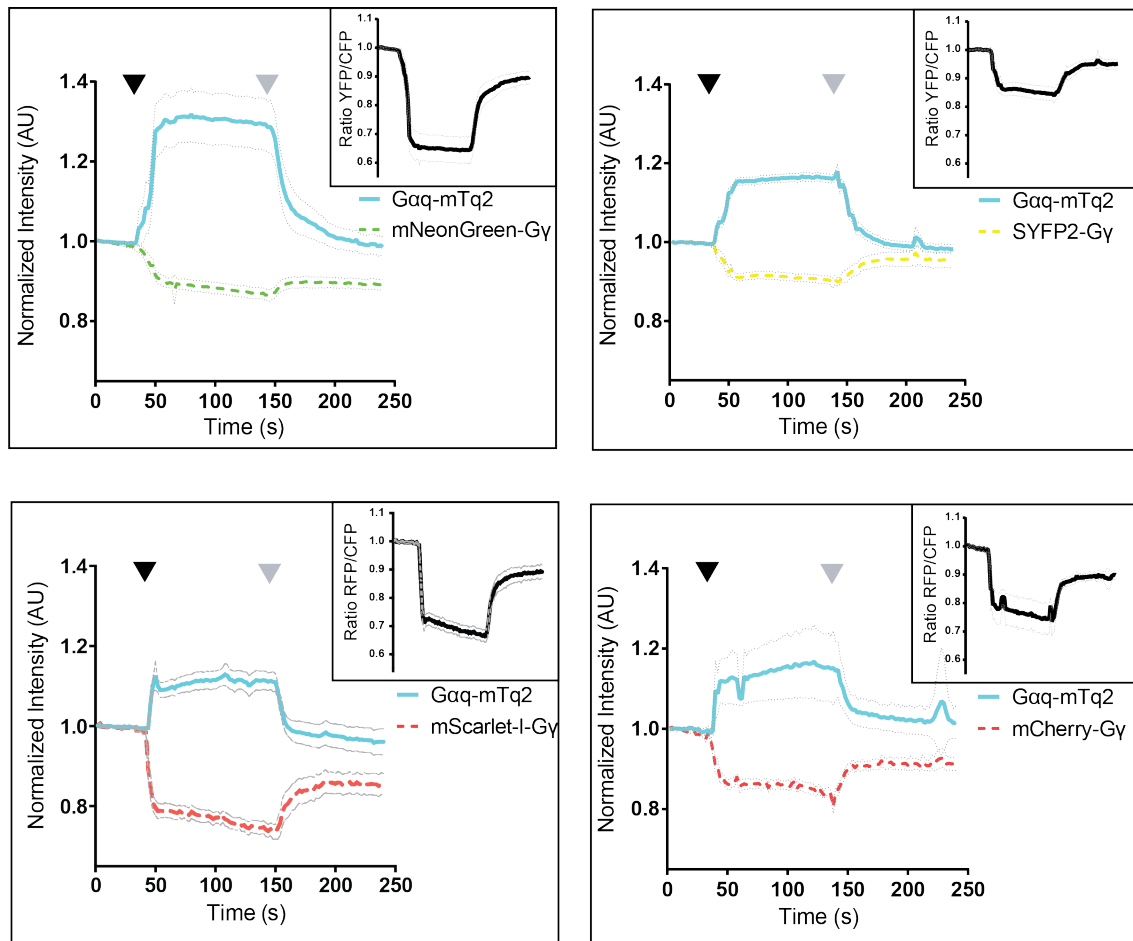 1.1
1.0
0.9
0.8
0.7
0.6
Ratio YFP/CFP
1.4
1.2
1.0
0.8
Normalized Intensity (AU)
Gαq-mTq2
mNeonGreen-Gγ
0 50 100 150 200 250
Time (s)
1.1
1.0
0.9
0.8
0.7
0.6
Ratio YFP/CFP
1.4
1.2
1.0
0.8
Normalized Intensity (AU)
Gαq-mTq2
SYFP2-Gγ
0 50 100 150 200 250
Time (s)
1.1
1.0
0.9
0.8
0.7
0.6
Ratio RFP/CFP
1.4
1.2
1.0
0.8
Normalized Intensity (AU)
Gαq-mTq2
mScarlet-I-Gγ
0 50 100 150 200 250
Time (s)
1.1
1.0
0.9
0.8
0.7
0.6
Ratio RFP/CFP
1.4
1.2
1.0
0.8
Normalized Intensity (AU)
Gαq-mTq2
mCherry-Gγ
0 50 100 150 200 250
Time (s)